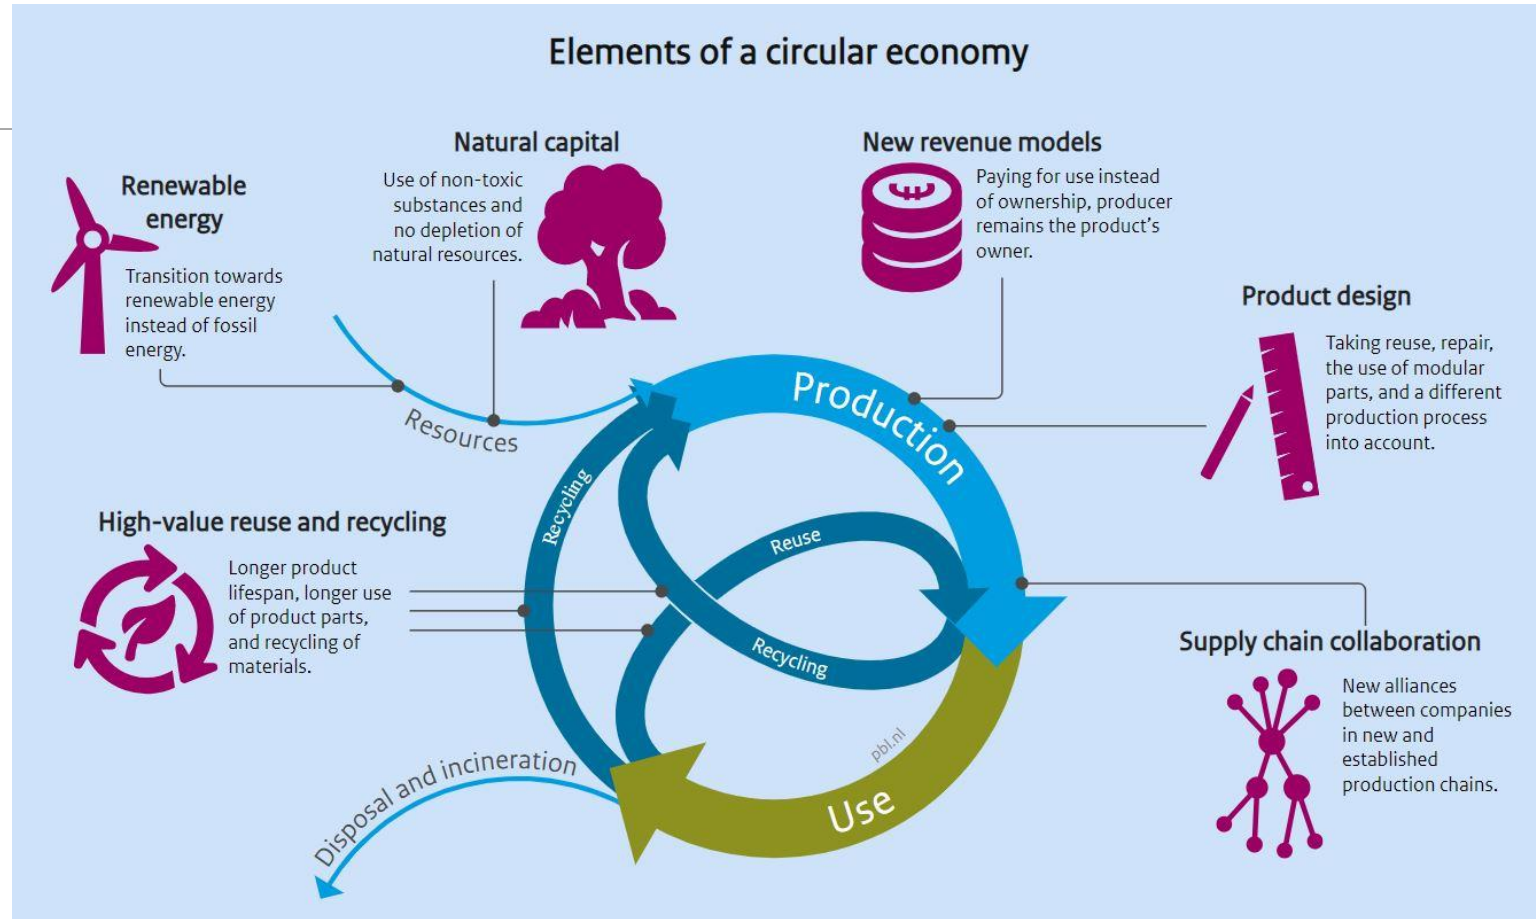 Elements of a circular economy
Natural capital
Use of non-toxic
substances and
no depletion of
natural resources.
New revenue models
Paying for use instead
of ownership, producer
remains the product's
owner.
Renewable
energy
Transition towards
renewable energy
instead of fossil
energy.
Product design
Taking reuse, repair,
the use of modular
parts, and a different
production process
into account.
Resources
Production
Recycling
Reuse
Recycling
High-value reuse and recycling
Longer product
lifespan, longer use
of product parts,
and recycling of
materials.
Supply chain collaboration
New alliances
between companies
in new and
established
production chains.
Disposal and incineration
Use
pbl.nl